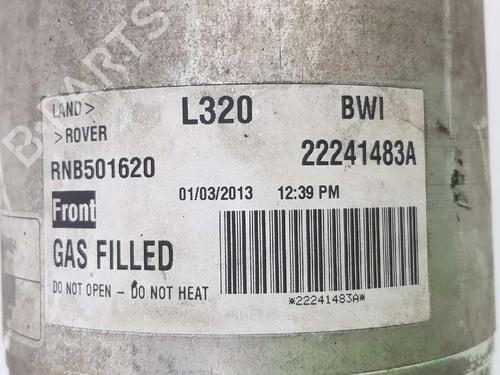 LAND> L320 BWI
>ROVER
RNB501620 22241483A
Front 01/03/2013 12:39 PM
GAS FILLED
DO NOT OPEN – DO NOT HEAT
*22241483A*
PARTS